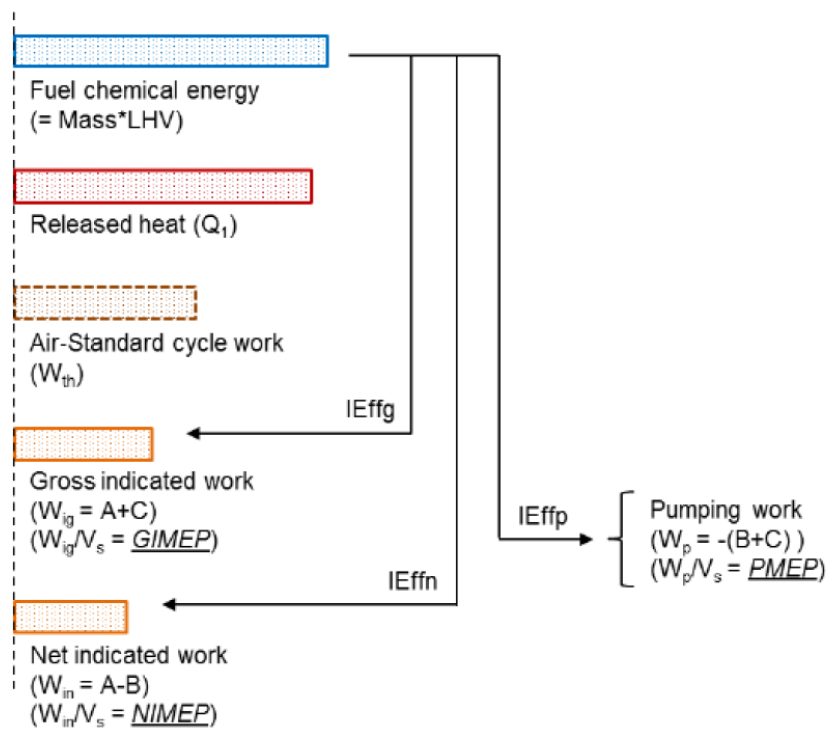 Fuel chemical energy
(= Mass*LHV)
Released heat (Q₁)
Air-Standard cycle work
(Wth)
IEffg
Gross indicated work
(Wig = A+C)
(Wig/Vs = GIMEP)
IEffp
Pumping work
(Wp = -(B+C) )
(Wp/Vs = PMEP)
IEffn
Net indicated work
(Win = A-B)
(Win/Vs = NIMEP)